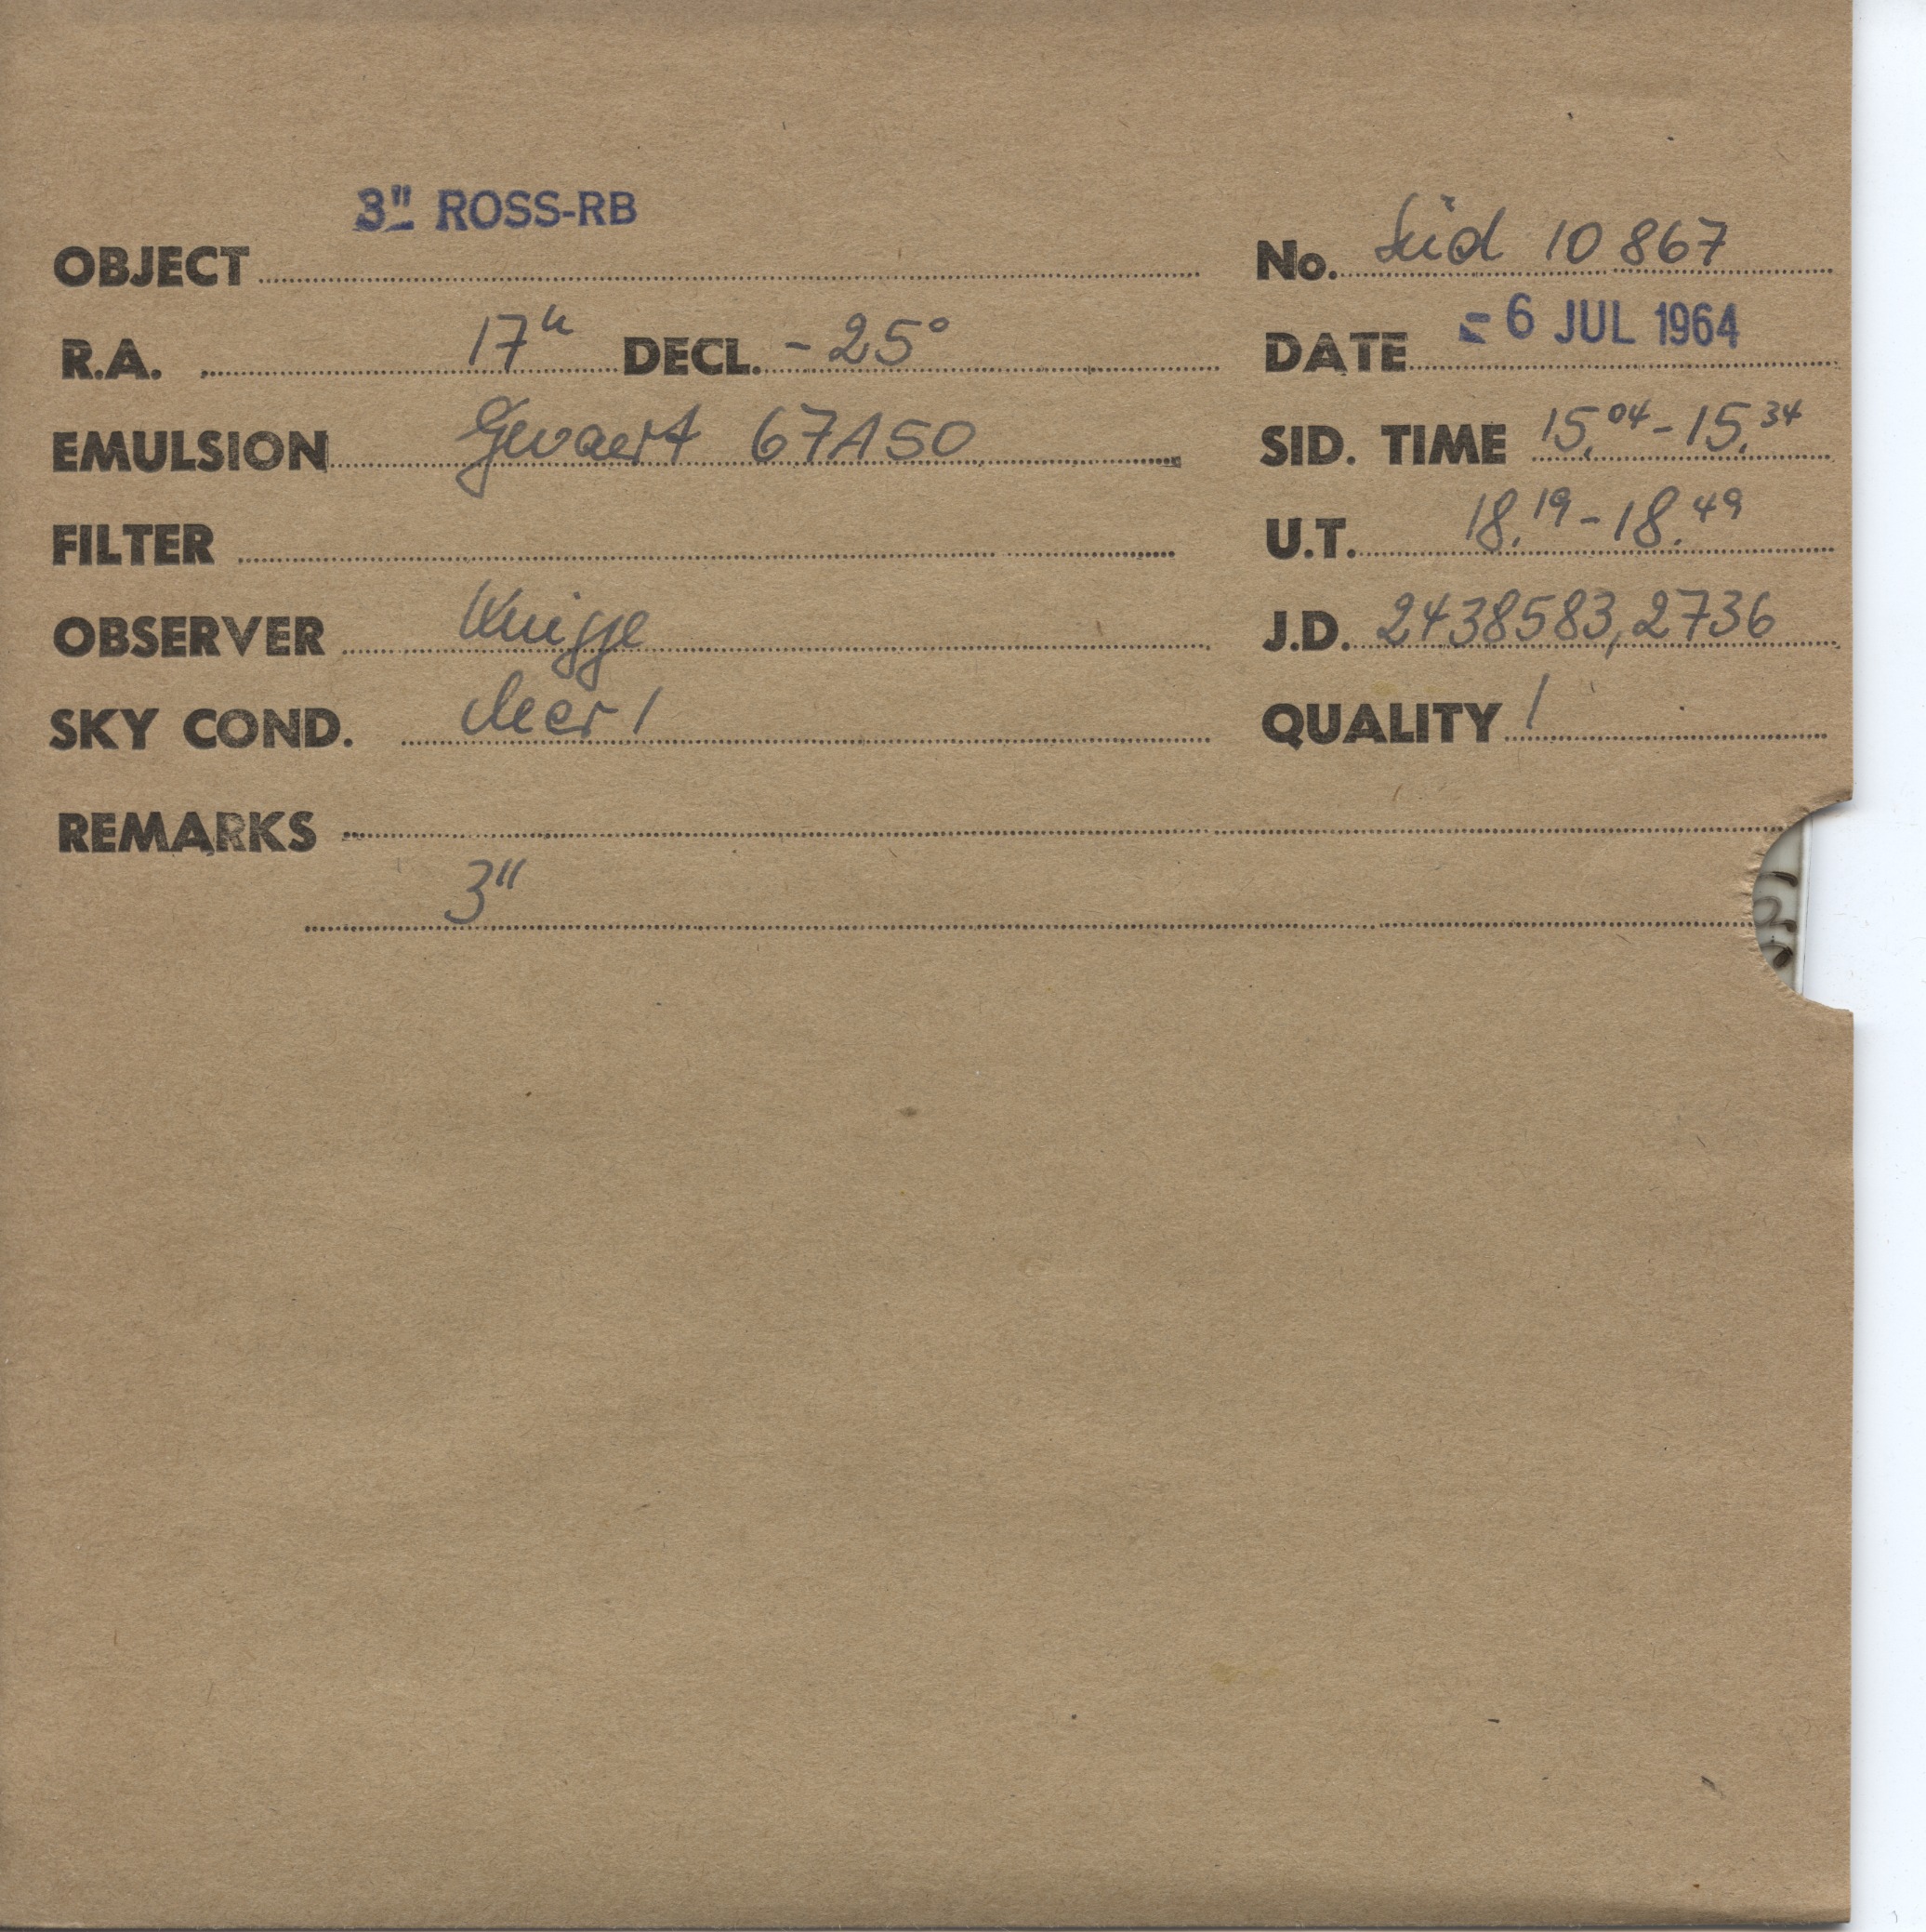 3" ROSS-RB
OBJECT No. Süd 10 867
R.A. 17h DECL. -25° DATE -6 JUL 1964
EMULSION Gevaert 67A50 SID. TIME 15.04-15.34
FILTER U.T. 18.19-18.49
OBSERVER Knigge J.D. 2438583,2736
SKY COND. clear 1 QUALITY 1
REMARKS
3"